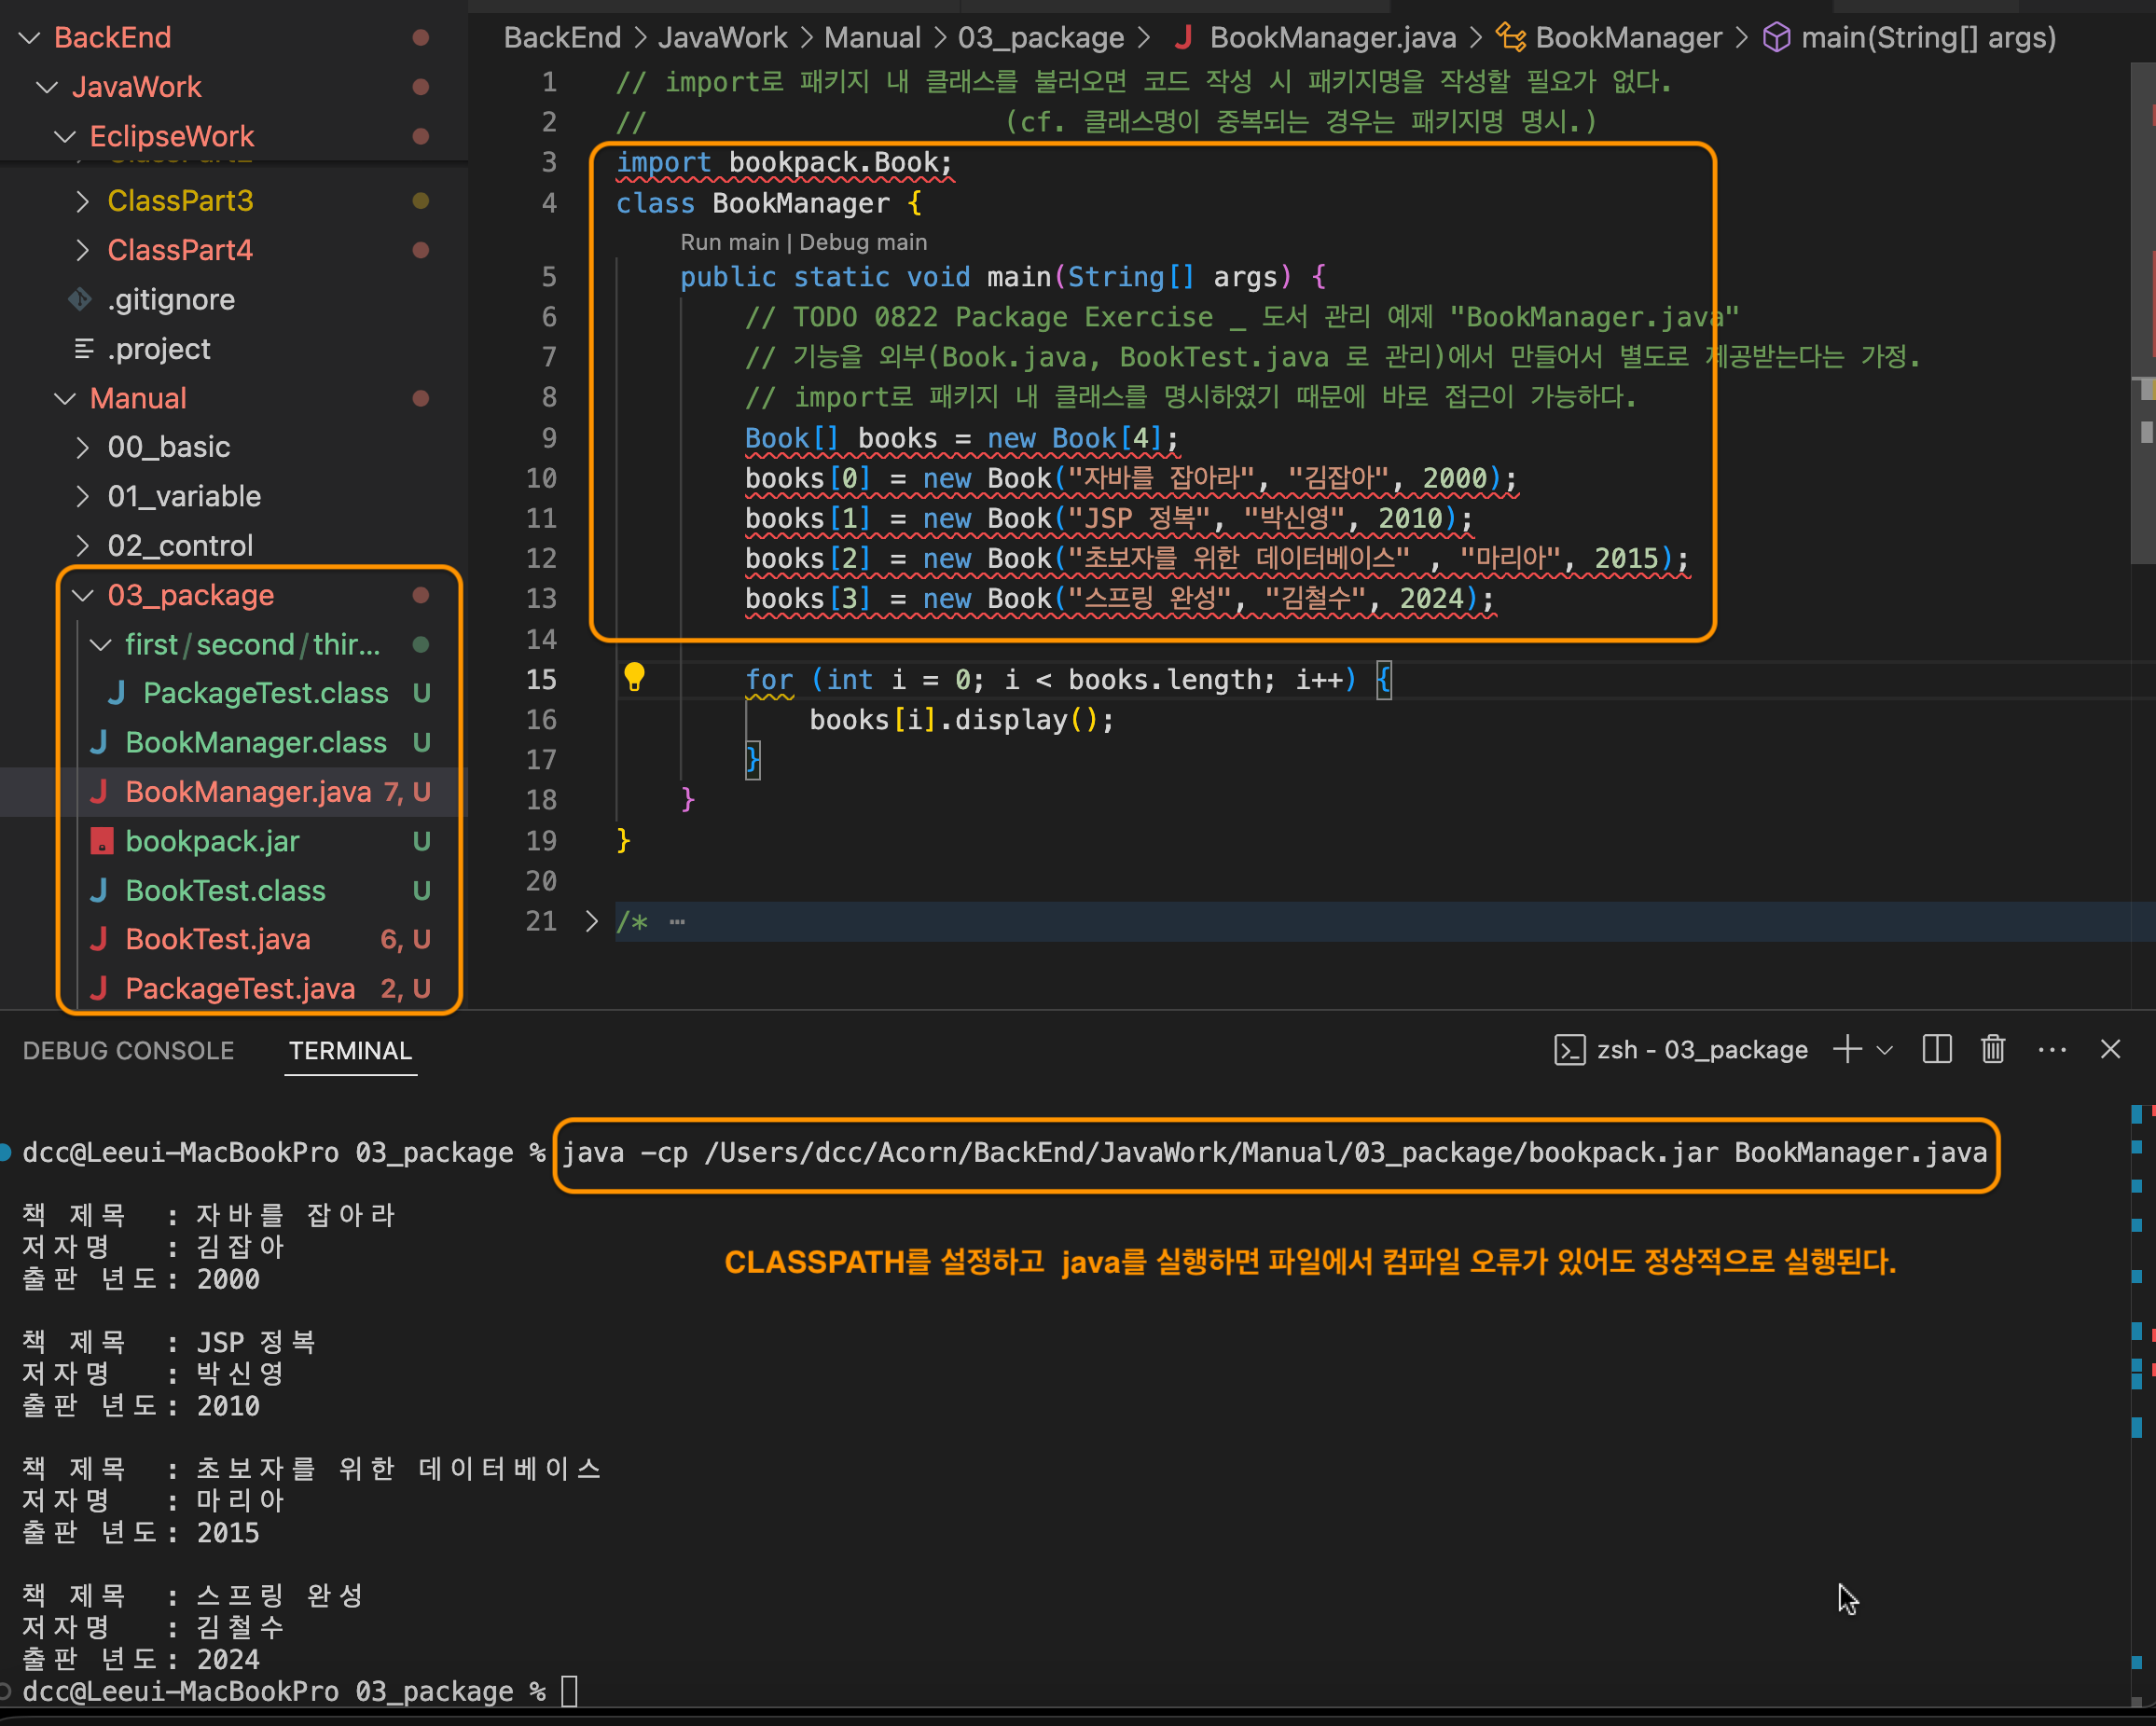 BackEnd
JavaWork
EclipseWork
ClassPart3
ClassPart4
.gitignore
.project
Manual
00_basic
01_variable
02_control
03_package
first/second/thir...
PackageTest.class U
BookManager.class U
BookManager.java 7, U
bookpack.jar U
BookTest.class U
BookTest.java 6, U
PackageTest.java 2, U
BackEnd > JavaWork > Manual > 03_package > BookManager.java > BookManager > main(String[] args)
1 // import로 패키지 내 클래스를 불러오면 코드 작성 시 패키지명을 작성할 필요가 없다.
2 // (cf. 클래스명이 중복되는 경우는 패키지명 명시.)
3 import bookpack.Book;
4 class BookManager {
Run main | Debug main
5 public static void main(String[] args) {
6 // TODO 0822 Package Exercise _ 도서 관리 예제 "BookManager.java"
7 // 기능을 외부(Book.java, BookTest.java 로 관리)에서 만들어서 별도로 제공받는다는 가정.
8 // import로 패키지 내 클래스를 명시하였기 때문에 바로 접근이 가능하다.
9 Book[] books = new Book[4];
10 books[0] = new Book("자바를 잡아라", "김잡아", 2000);
11 books[1] = new Book("JSP 정복", "박신영", 2010);
12 books[2] = new Book("초보자를 위한 데이터베이스" , "마리아", 2015);
13 books[3] = new Book("스프링 완성", "김철수", 2024);
14
15 for (int i = 0; i < books.length; i++) {
16 books[i].display();
17 }
18 }
19 }
20
21 /* ⋯
DEBUG CONSOLE TERMINAL zsh - 03_package
dcc@Leeui-MacBookPro 03_package % java -cp /Users/dcc/Acorn/BackEnd/JavaWork/Manual/03_package/bookpack.jar BookManager.java
CLASSPATH를 설정하고 java를 실행하면 파일에서 컴파일 오류가 있어도 정상적으로 실행된다.
책 제목 : 자바를 잡아라
저자명 : 김잡아
출판 년도: 2000
책 제목 : JSP 정복
저자명 : 박신영
출판 년도: 2010
책 제목 : 초보자를 위한 데이터베이스
저자명 : 마리아
출판 년도: 2015
책 제목 : 스프링 완성
저자명 : 김철수
출판 년도: 2024
dcc@Leeui-MacBookPro 03_package %